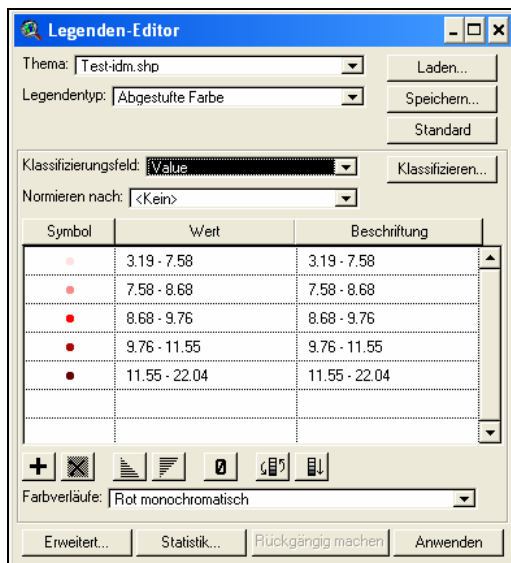 Legenden-Editor
Thema: Test-idm.shp
Laden...
Legendentyp: Abgestufte Farbe
Speichern...
Standard
Klassifizierungsfeld: Value
Klassifizieren...
Normieren nach: <Kein>
Symbol Wert Beschriftung
3.19 - 7.58 3.19 - 7.58
7.58 - 8.68 7.58 - 8.68
8.68 - 9.76 8.68 - 9.76
9.76 - 11.55 9.76 - 11.55
11.55 - 22.04 11.55 - 22.04
Farbverläufe: Rot monochromatisch
Erweitert... Statistik... Rückgängig machen Anwenden